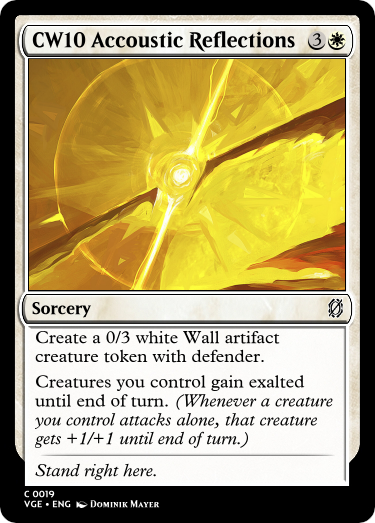 CW10 Accoustic Reflections 3
Sorcery
Create a 0/3 white Wall artifact
creature token with defender.
Creatures you control gain exalted
until end of turn. (Whenever a creature
you control attacks alone, that creature
gets +1/+1 until end of turn.)
Stand right here.
C 0019
VGE • ENG Dominik Mayer